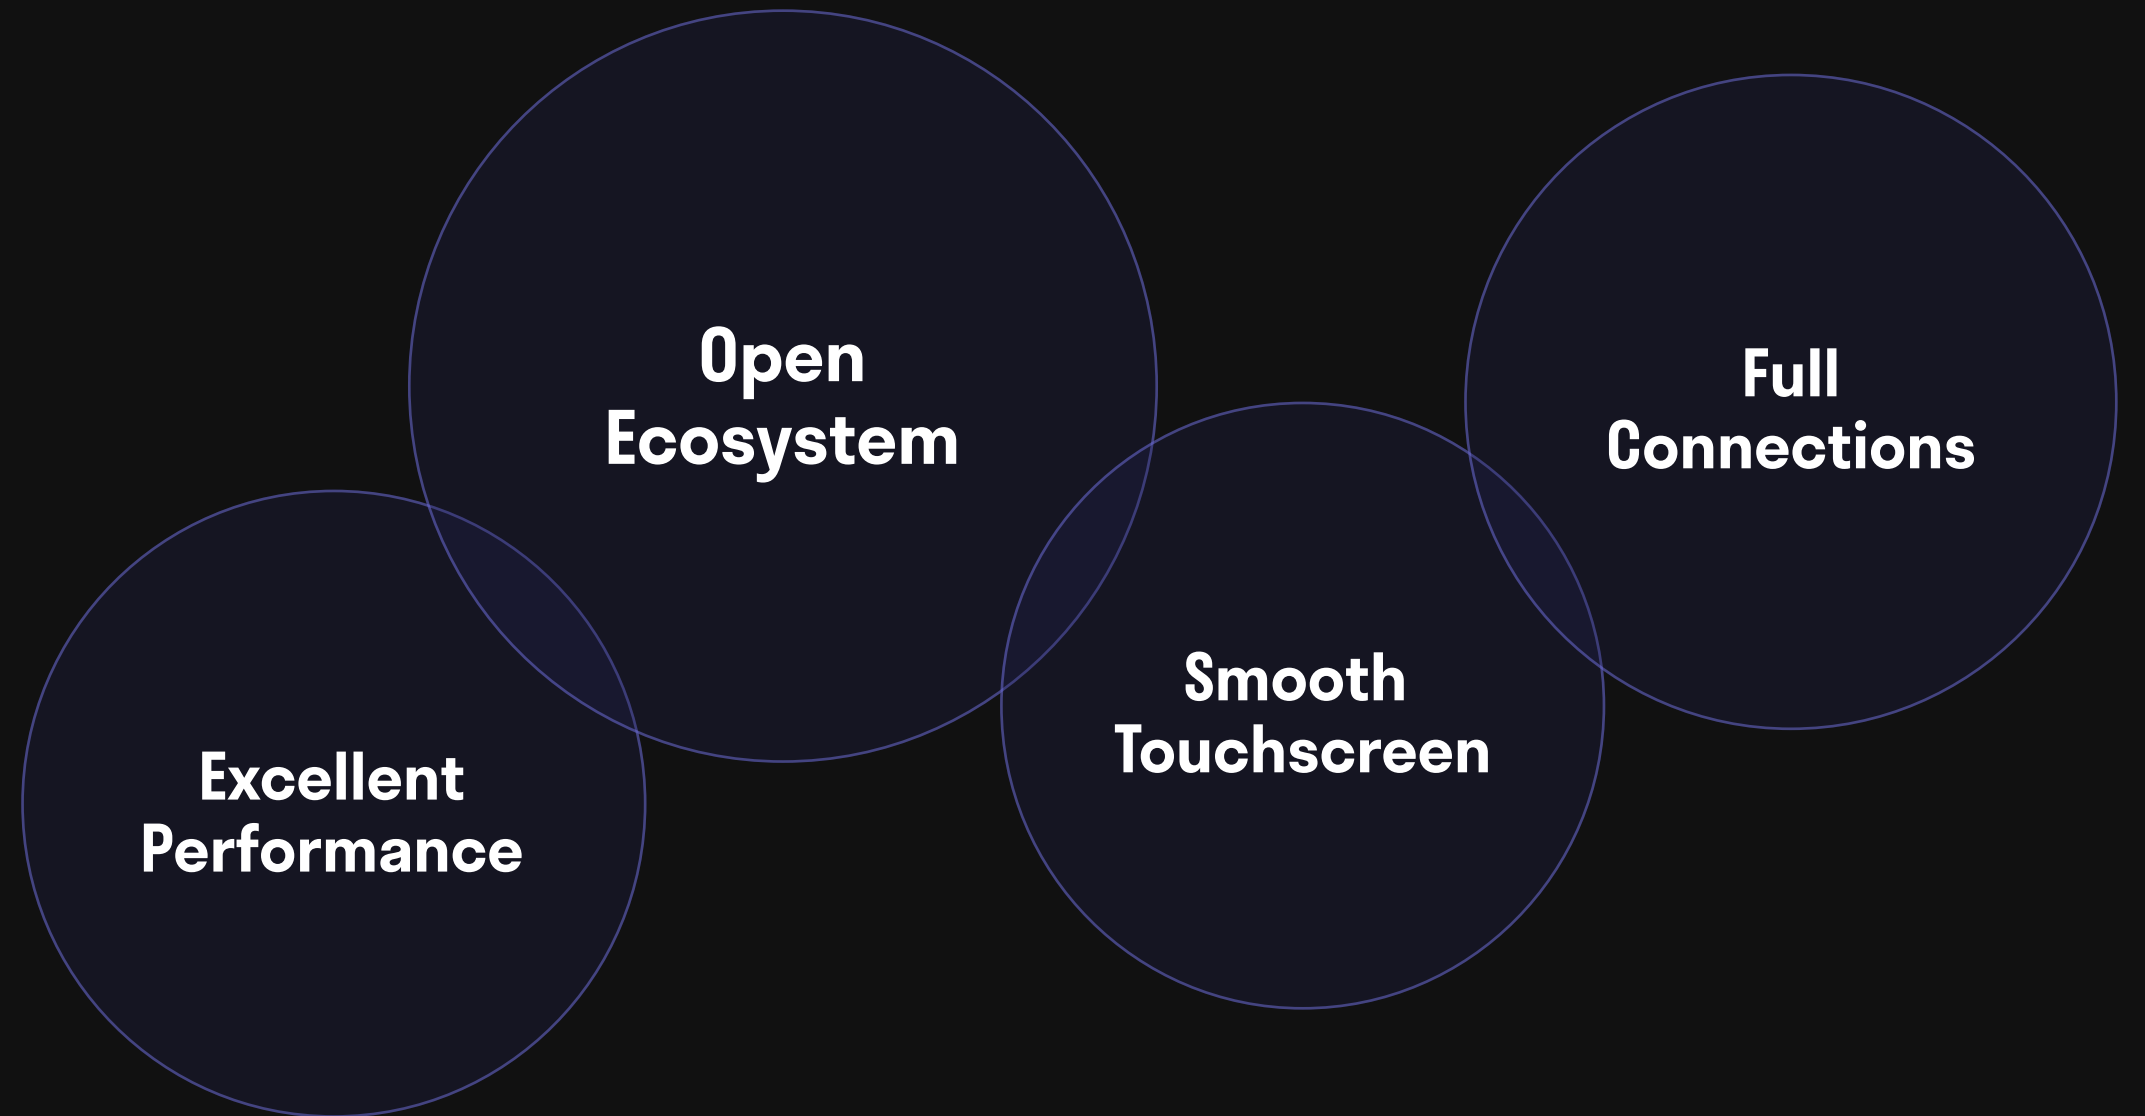 Open
Ecosystem
Full
Connections
Smooth
Touchscreen
Excellent
Performance